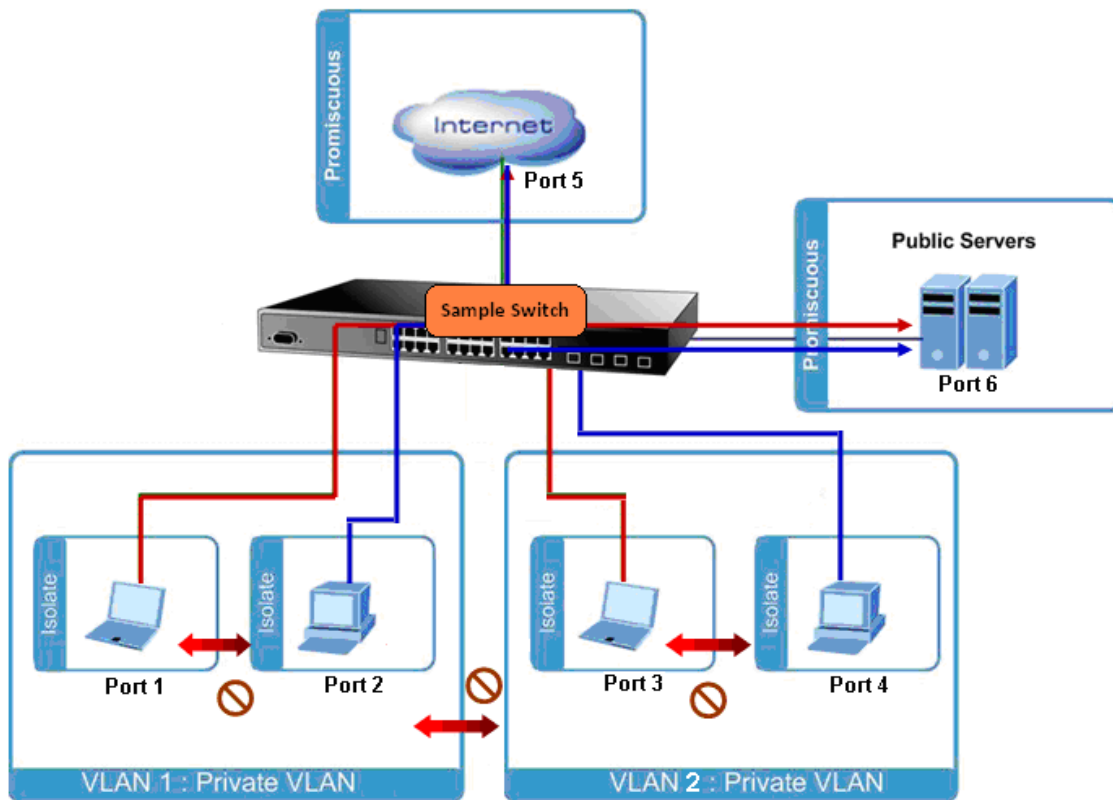 Promiscuous
Internet
Port 5
Promiscuous
Public Servers
Port 6
Sample Switch
Isolate
Port 1
Isolate
Port 2
Isolate
Port 3
Isolate
Port 4
VLAN 1 : Private VLAN
VLAN 2 : Private VLAN